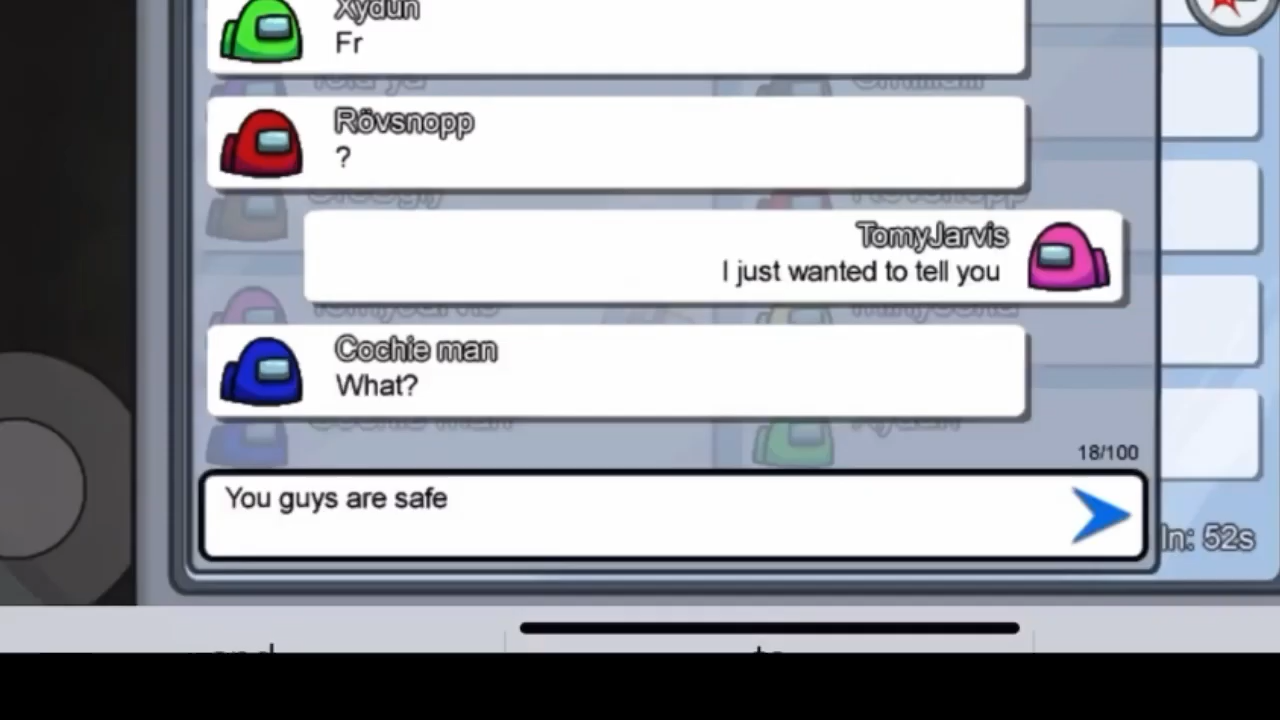 Xydun
Fr
Rövsnopp
?
TomyJarvis
I just wanted to tell you
Cochie man
What?
18/100
You guys are safe
In: 52s